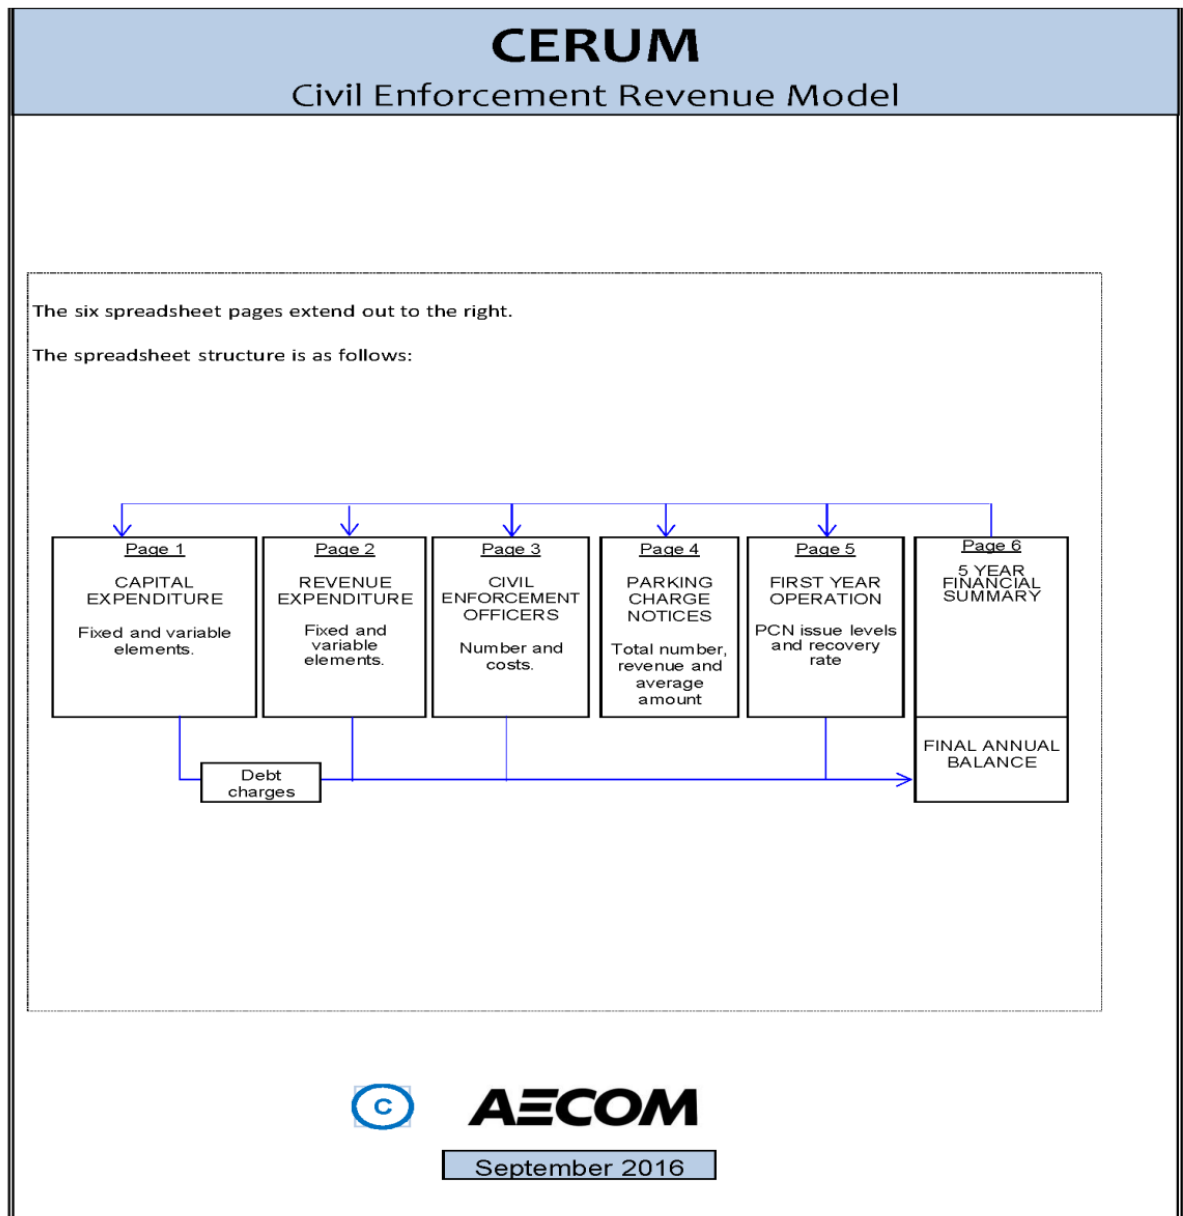 CERUM
Civil Enforcement Revenue Model
The six spreadsheet pages extend out to the right.
The spreadsheet structure is as follows:
Page 1
CAPITAL
EXPENDITURE
Fixed and variable
elements.
Page 2
REVENUE
EXPENDITURE
Fixed and
variable
elements.
Page 3
CIVIL
ENFORCEMENT
OFFICERS
Number and
costs.
Page 4
PARKING
CHARGE
NOTICES
Total number,
revenue and
average
amount
Page 5
FIRST YEAR
OPERATION
PCN issue levels
and recovery
rate
Page 6
5 YEAR
FINANCIAL
SUMMARY
FINAL ANNUAL
BALANCE
Debt
charges
C
AECOM
September 2016